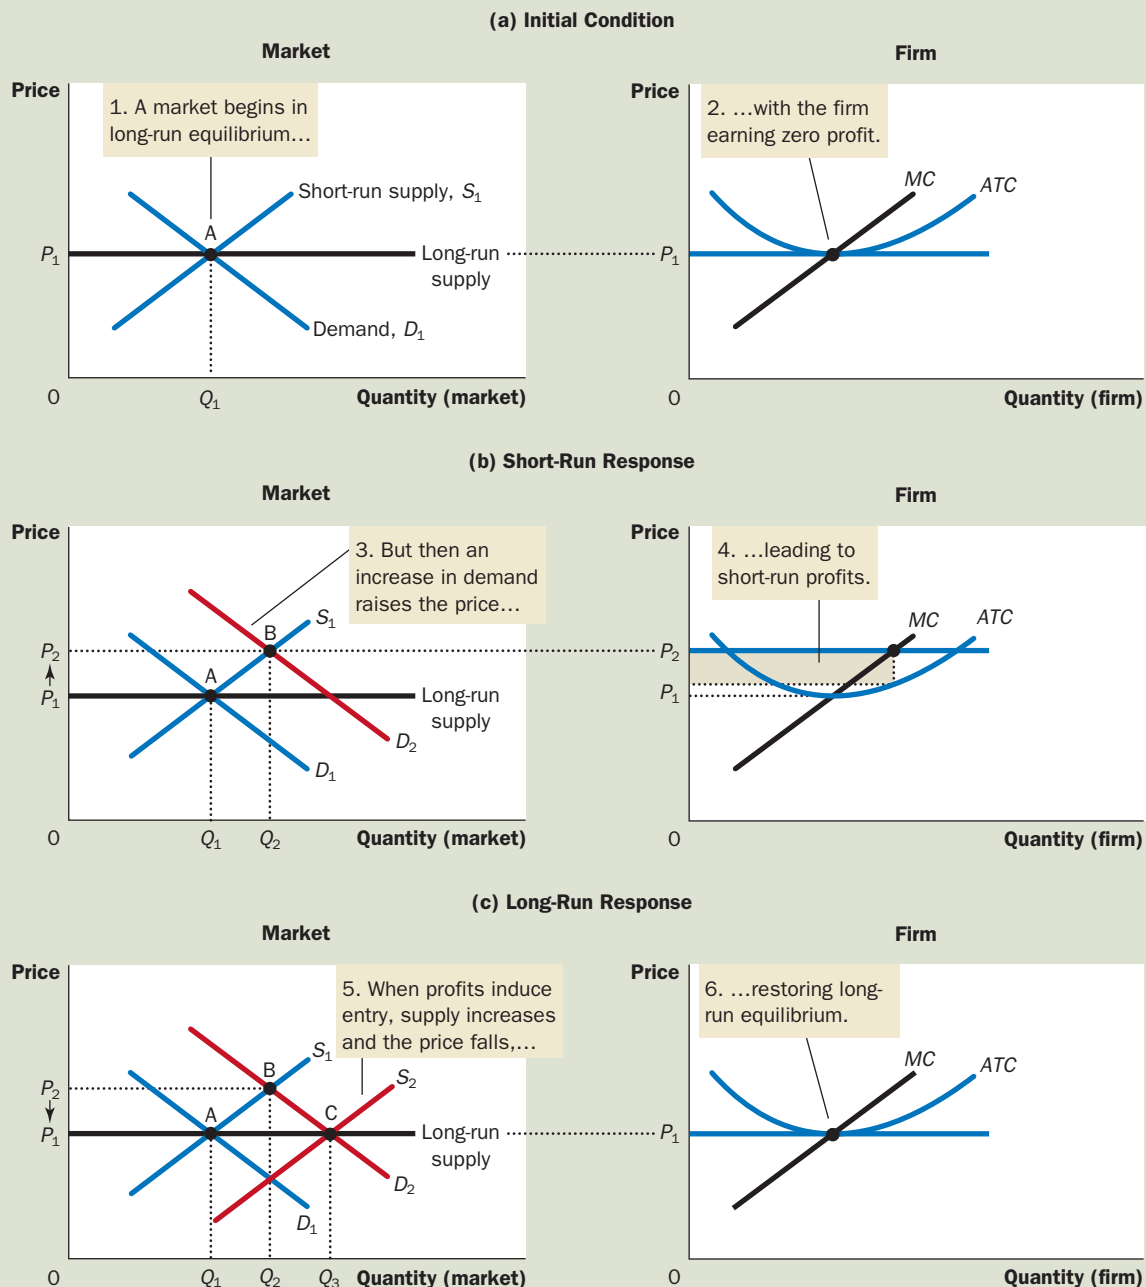 (a) Initial Condition
Market
Firm
Price
1. A market begins in
long-run equilibrium…
Short-run supply, S₁
A
P₁
Long-run
supply
Demand, D₁
0
Q₁
Quantity (market)
Price
2. …with the firm
earning zero profit.
MC
ATC
P₁
0
Quantity (firm)
(b) Short-Run Response
Market
Firm
Price
3. But then an
increase in demand
raises the price…
S₁
B
P₂
A
P₁
Long-run
supply
D₂
D₁
0
Q₁
Q₂
Quantity (market)
Price
4. …leading to
short-run profits.
MC
ATC
P₂
P₁
0
Quantity (firm)
(c) Long-Run Response
Market
Firm
Price
5. When profits induce
entry, supply increases
and the price falls,…
S₁
B
S₂
P₂
A
C
P₁
Long-run
supply
D₂
D₁
0
Q₁
Q₂
Q₃
Quantity (market)
Price
6. …restoring long-
run equilibrium.
MC
ATC
P₁
0
Quantity (firm)